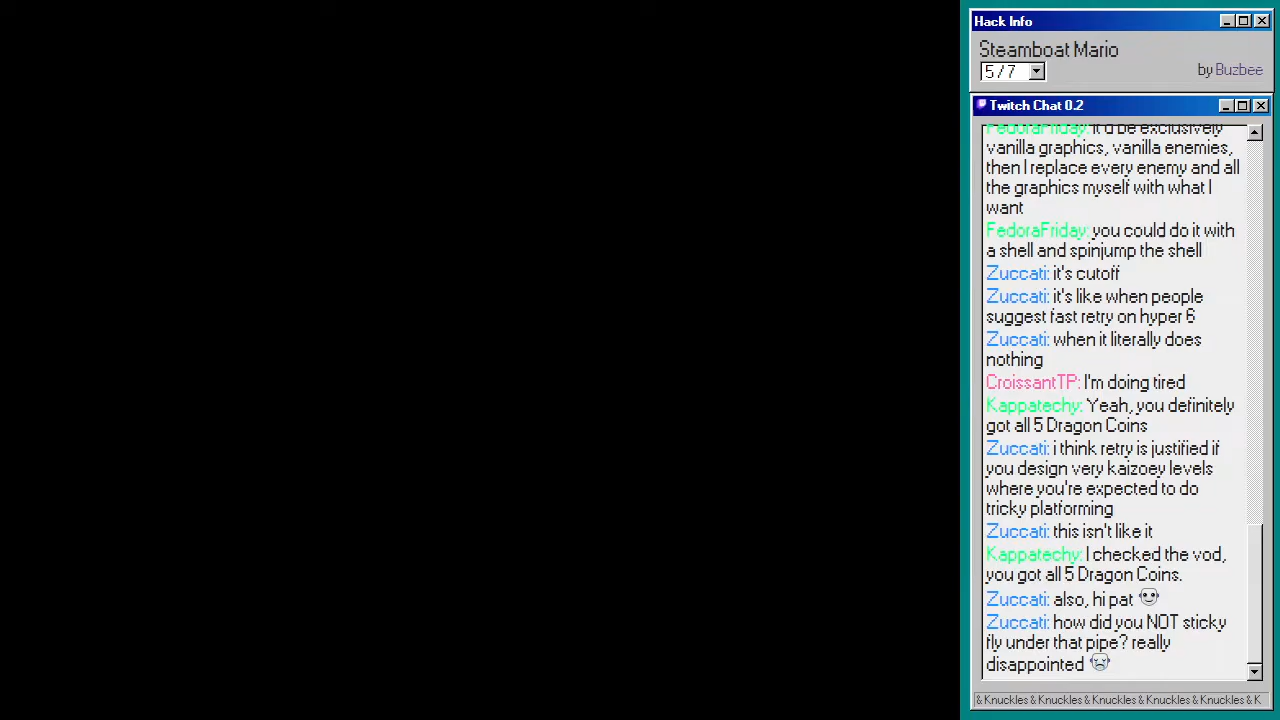 Hack Info
Steamboat Mario
5/7
by Buzbee
Twitch Chat 0.2
FedoraFriday: it'd be exclusively
vanilla graphics, vanilla enemies,
then I replace every enemy and all
the graphics myself with what I
want
FedoraFriday: you could do it with
a shell and spinjump the shell
Zuccati: it's cutoff
Zuccati: it's like when people
suggest fast retry on hyper 6
Zuccati: when it literally does
nothing
CroissantTP: I'm doing tired
Kappatechy: Yeah, you definitely
got all 5 Dragon Coins
Zuccati: i think retry is justified if
you design very kaizoey levels
where you're expected to do
tricky platforming
Zuccati: this isn't like it
Kappatechy: I checked the vod,
you got all 5 Dragon Coins.
Zuccati: also, hi pat
Zuccati: how did you NOT sticky
fly under that pipe? really
disappointed
& Knuckles & Knuckles & Knuckles & Knuckles & Knuckles & K